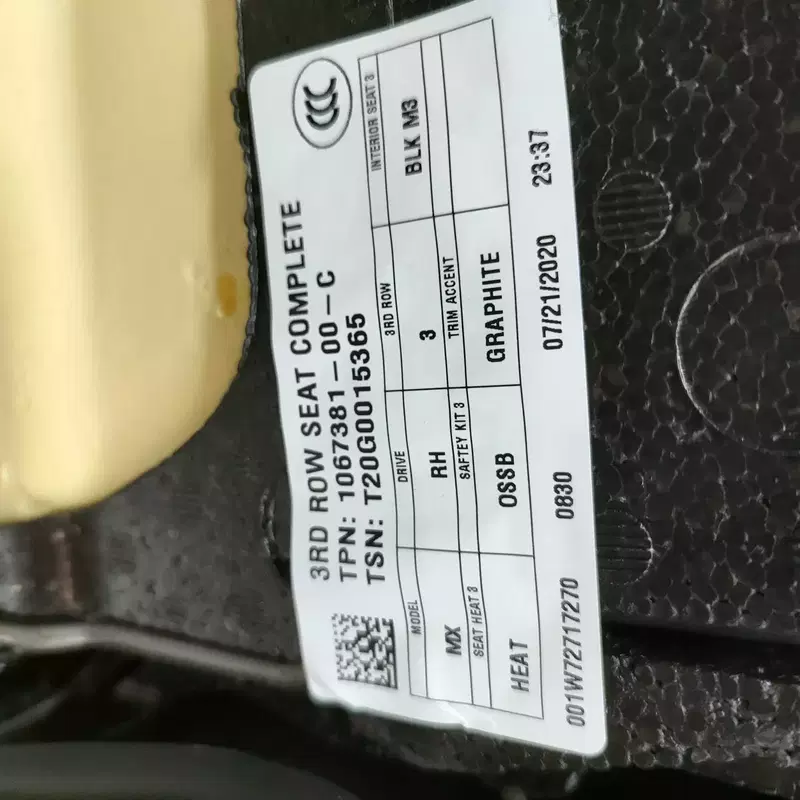 3RD ROW SEAT COMPLETE
TPN: 1067381-00-C
TSN: T20G0015365
CCC
MODEL DRIVE 3RD ROW INTERIOR SEAT 3
MX RH 3 BLK M3
SEAT HEAT 3 SAFTEY KIT 3 TRIM ACCENT
HEAT OSSB GRAPHITE
001W72717270 0830 07/21/2020 23:37